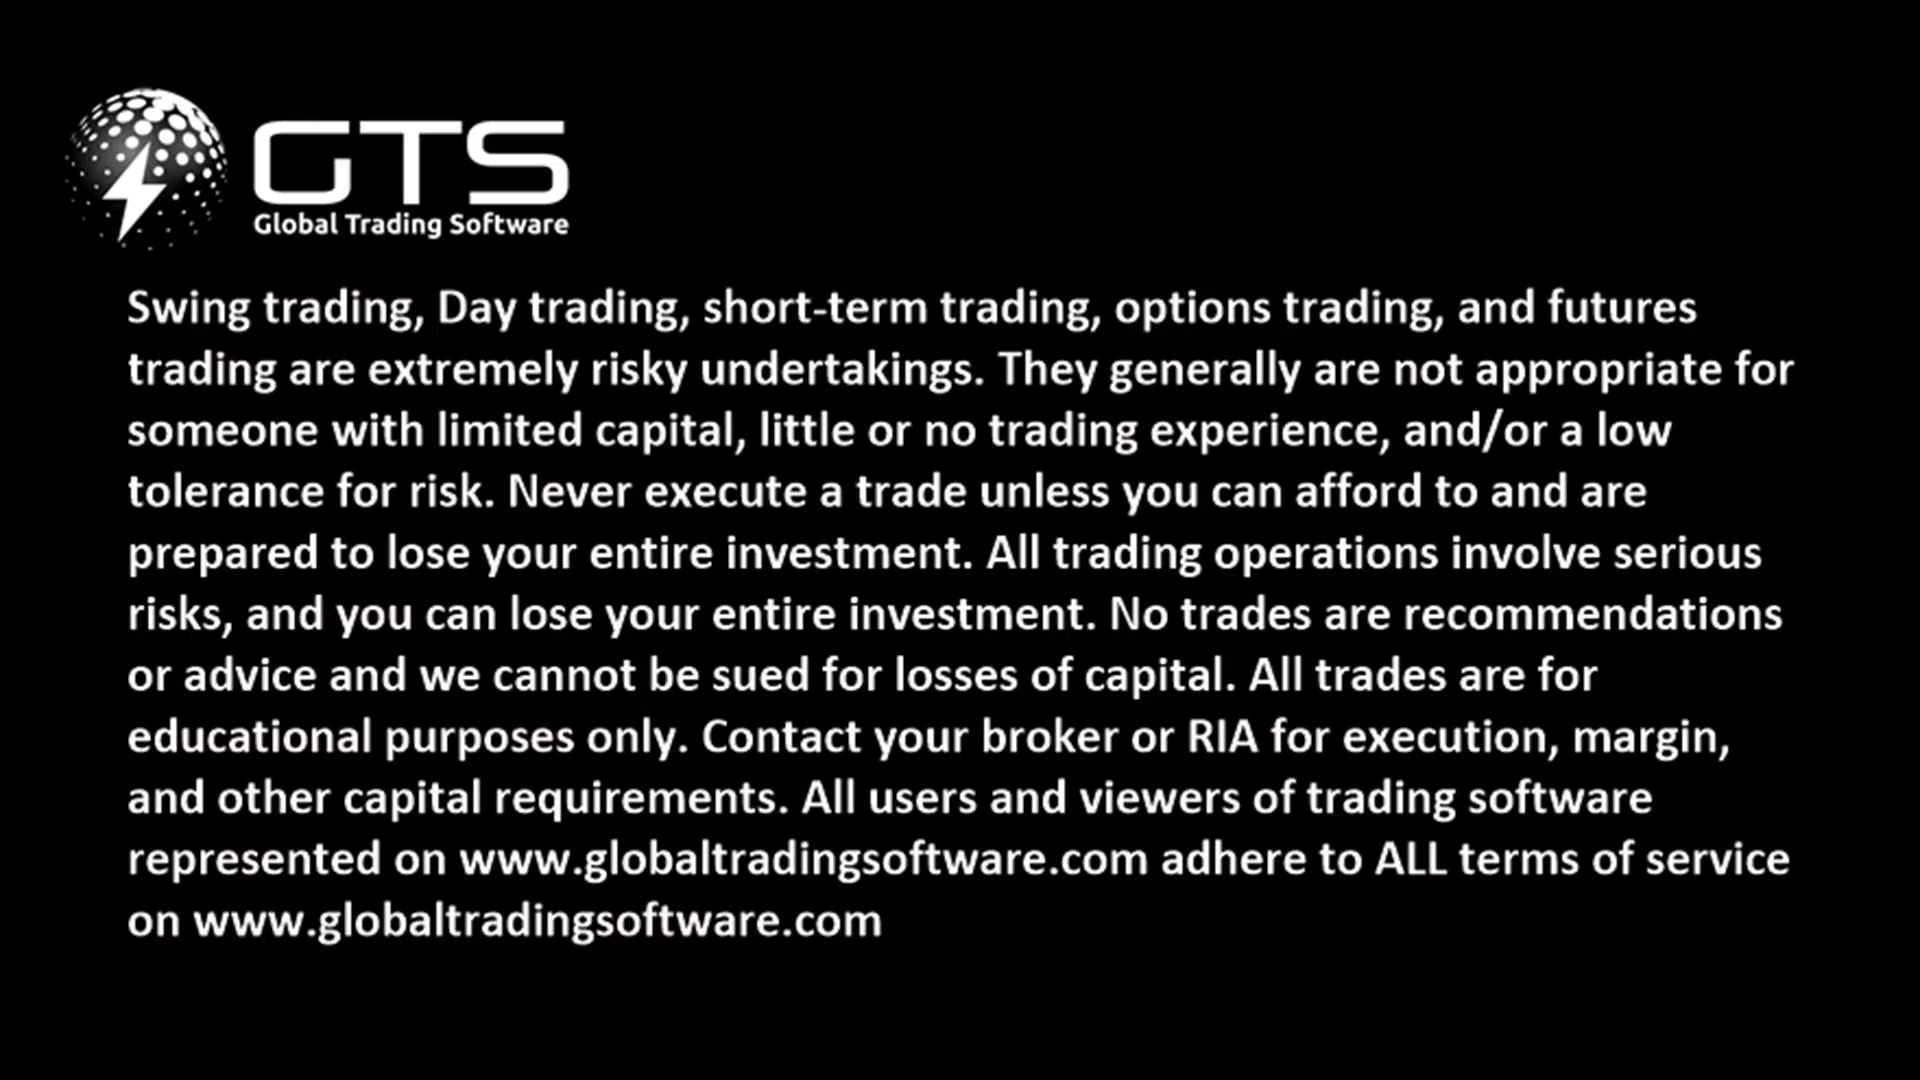 GTS
Global Trading Software
Swing trading, Day trading, short-term trading, options trading, and futures
trading are extremely risky undertakings. They generally are not appropriate for
someone with limited capital, little or no trading experience, and/or a low
tolerance for risk. Never execute a trade unless you can afford to and are
prepared to lose your entire investment. All trading operations involve serious
risks, and you can lose your entire investment. No trades are recommendations
or advice and we cannot be sued for losses of capital. All trades are for
educational purposes only. Contact your broker or RIA for execution, margin,
and other capital requirements. All users and viewers of trading software
represented on www.globaltradingsoftware.com adhere to ALL terms of service
on www.globaltradingsoftware.com